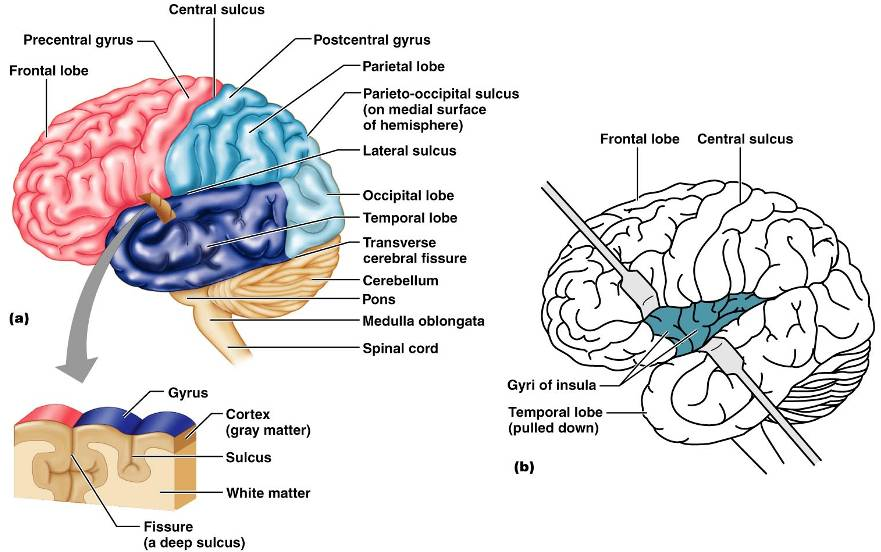 Central sulcus
Precentral gyrus
Postcentral gyrus
Frontal lobe
Parietal lobe
Parieto-occipital sulcus
(on medial surface
of hemisphere)
Lateral sulcus
Occipital lobe
Temporal lobe
Transverse
cerebral fissure
Cerebellum
Pons
Medulla oblongata
Spinal cord
(a)
Gyrus
Cortex
(gray matter)
Sulcus
White matter
Fissure
(a deep sulcus)
Frontal lobe
Central sulcus
Gyri of insula
Temporal lobe
(pulled down)
(b)